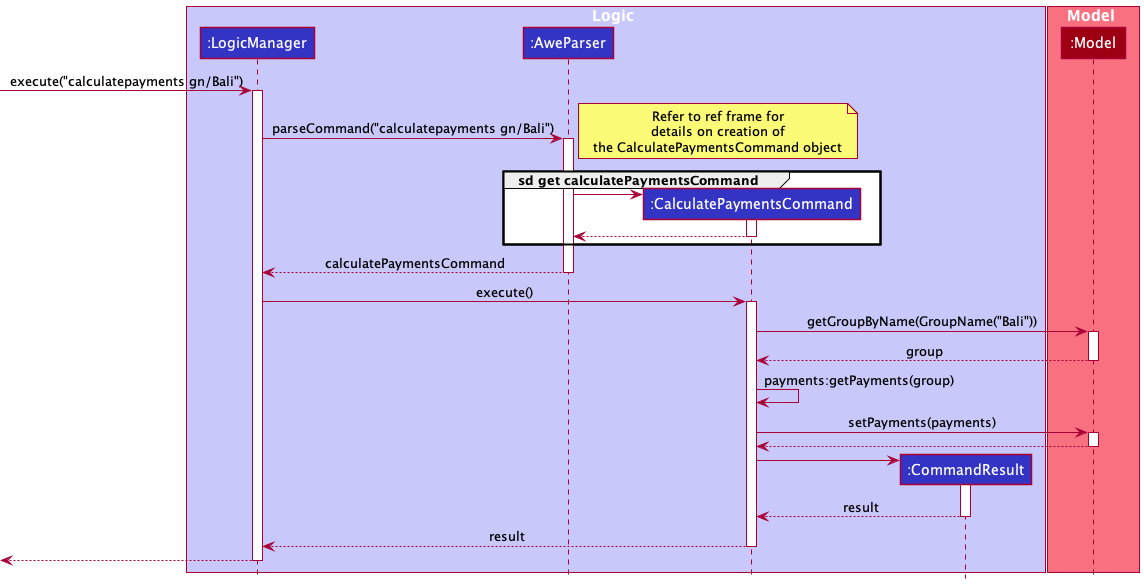 Logic
Model
:LogicManager
:AweParser
:Model
execute("calculatepayments gn/Bali")
parseCommand("calculatepayments gn/Bali")
Refer to ref frame for
details on creation of
the CalculatePaymentsCommand object
sd get calculatePaymentsCommand
:CalculatePaymentsCommand
calculatePaymentsCommand
execute()
getGroupByName(GroupName("Bali"))
group
payments:getPayments(group)
setPayments(payments)
:CommandResult
result
result